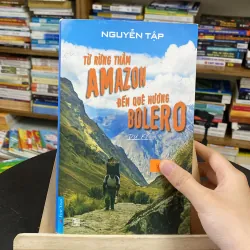 NGUYỄN TẬP
TỪ RỪNG THẲM
AMAZON
ĐẾN QUÊ HƯƠNG
BOLERO